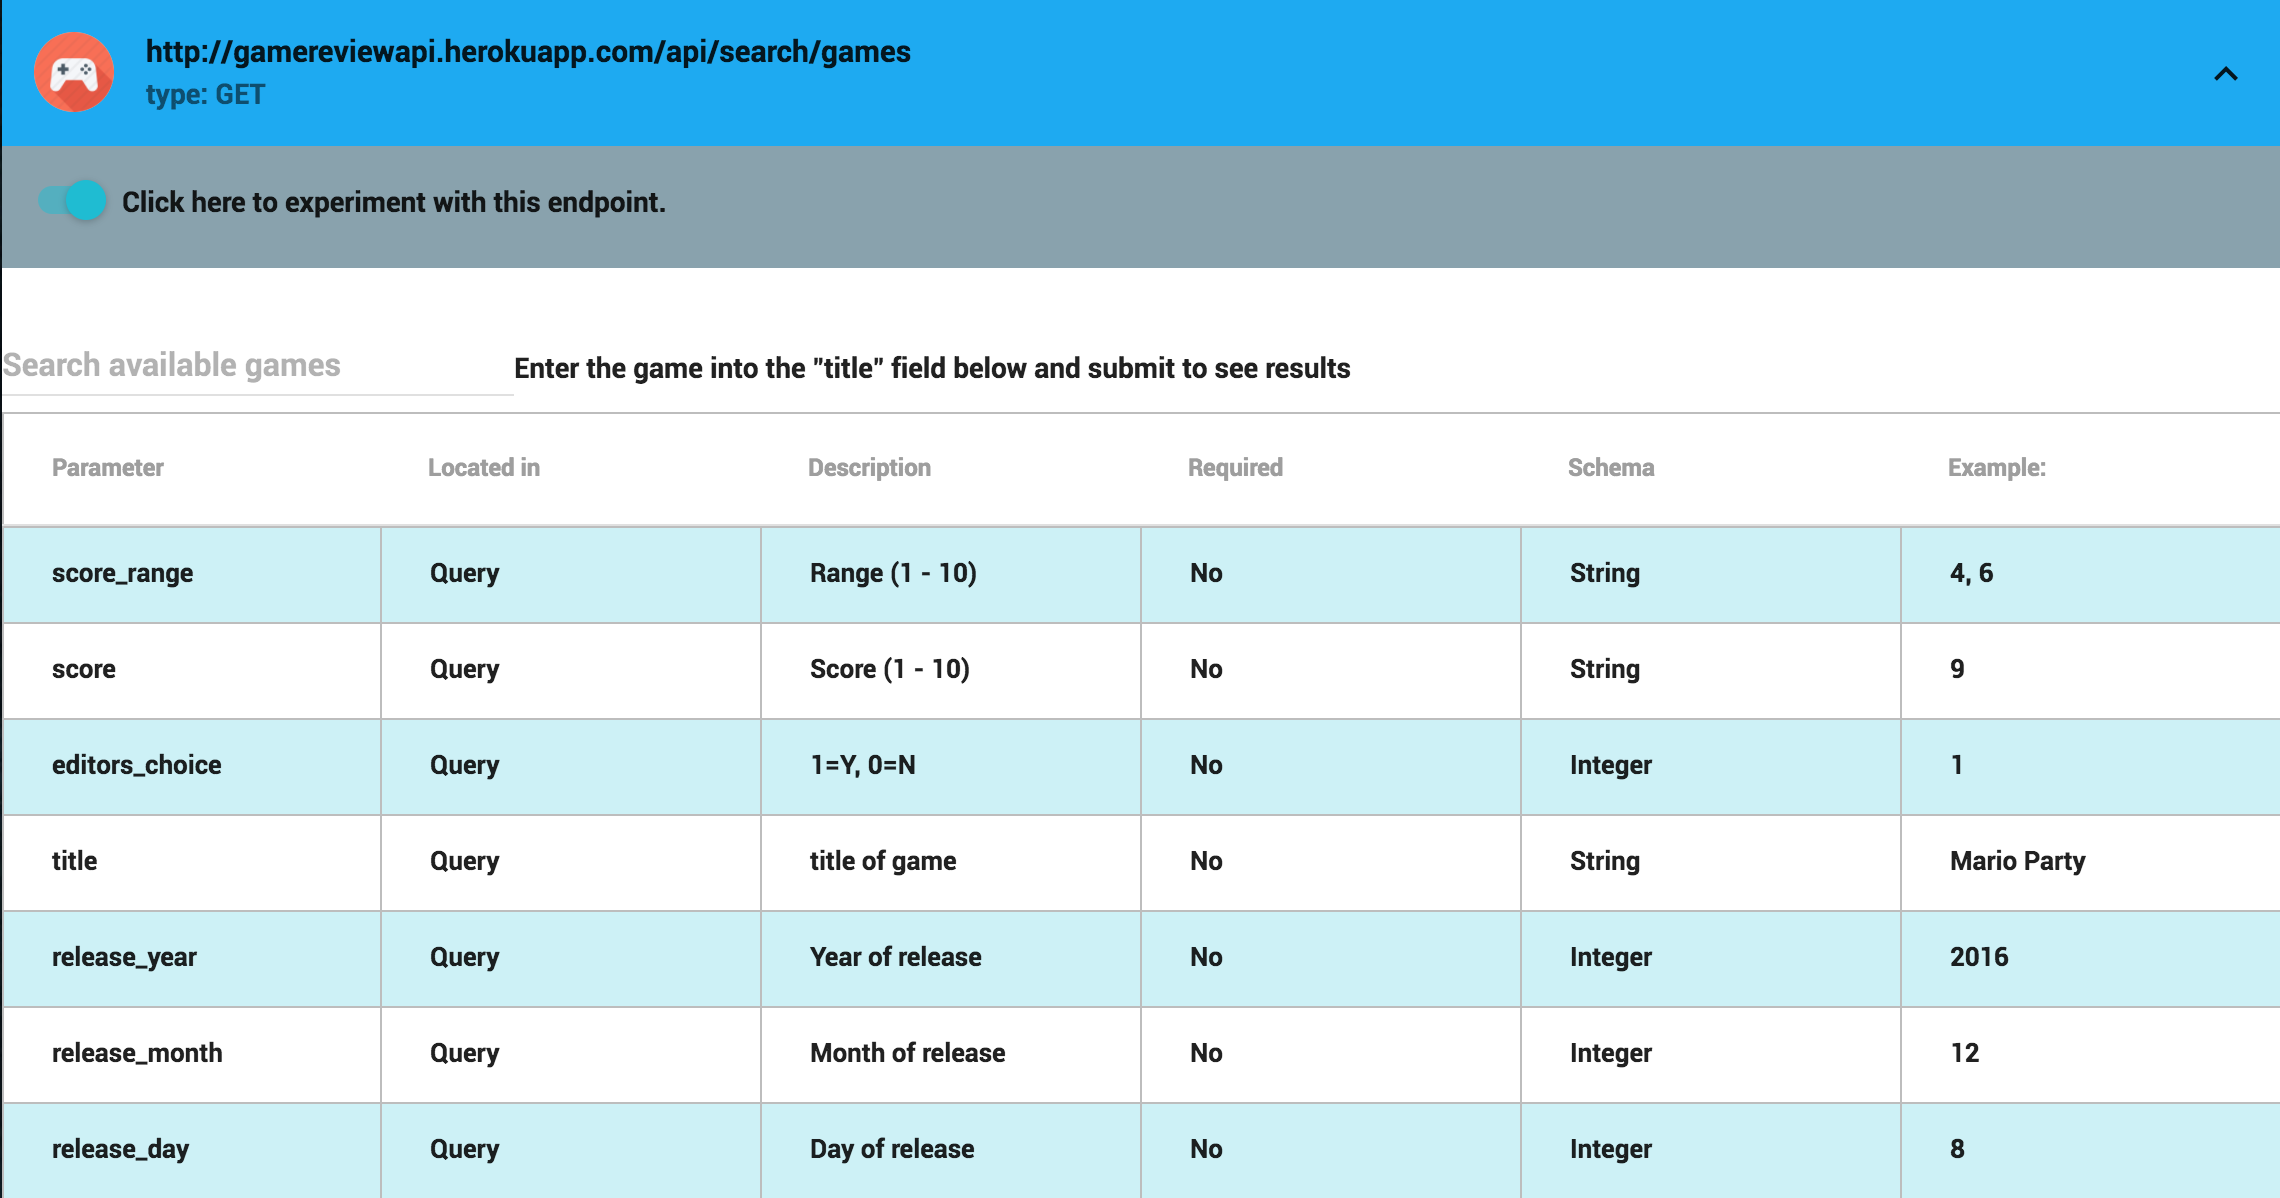 http://gamereviewapi.herokuapp.com/api/search/games
type: GET
Click here to experiment with this endpoint.
Search available games Enter the game into the "title" field below and submit to see results
Parameter Located in Description Required Schema Example:
score_range Query Range (1 - 10) No String 4, 6
score Query Score (1 - 10) No String 9
editors_choice Query 1=Y, 0=N No Integer 1
title Query title of game No String Mario Party
release_year Query Year of release No Integer 2016
release_month Query Month of release No Integer 12
release_day Query Day of release No Integer 8